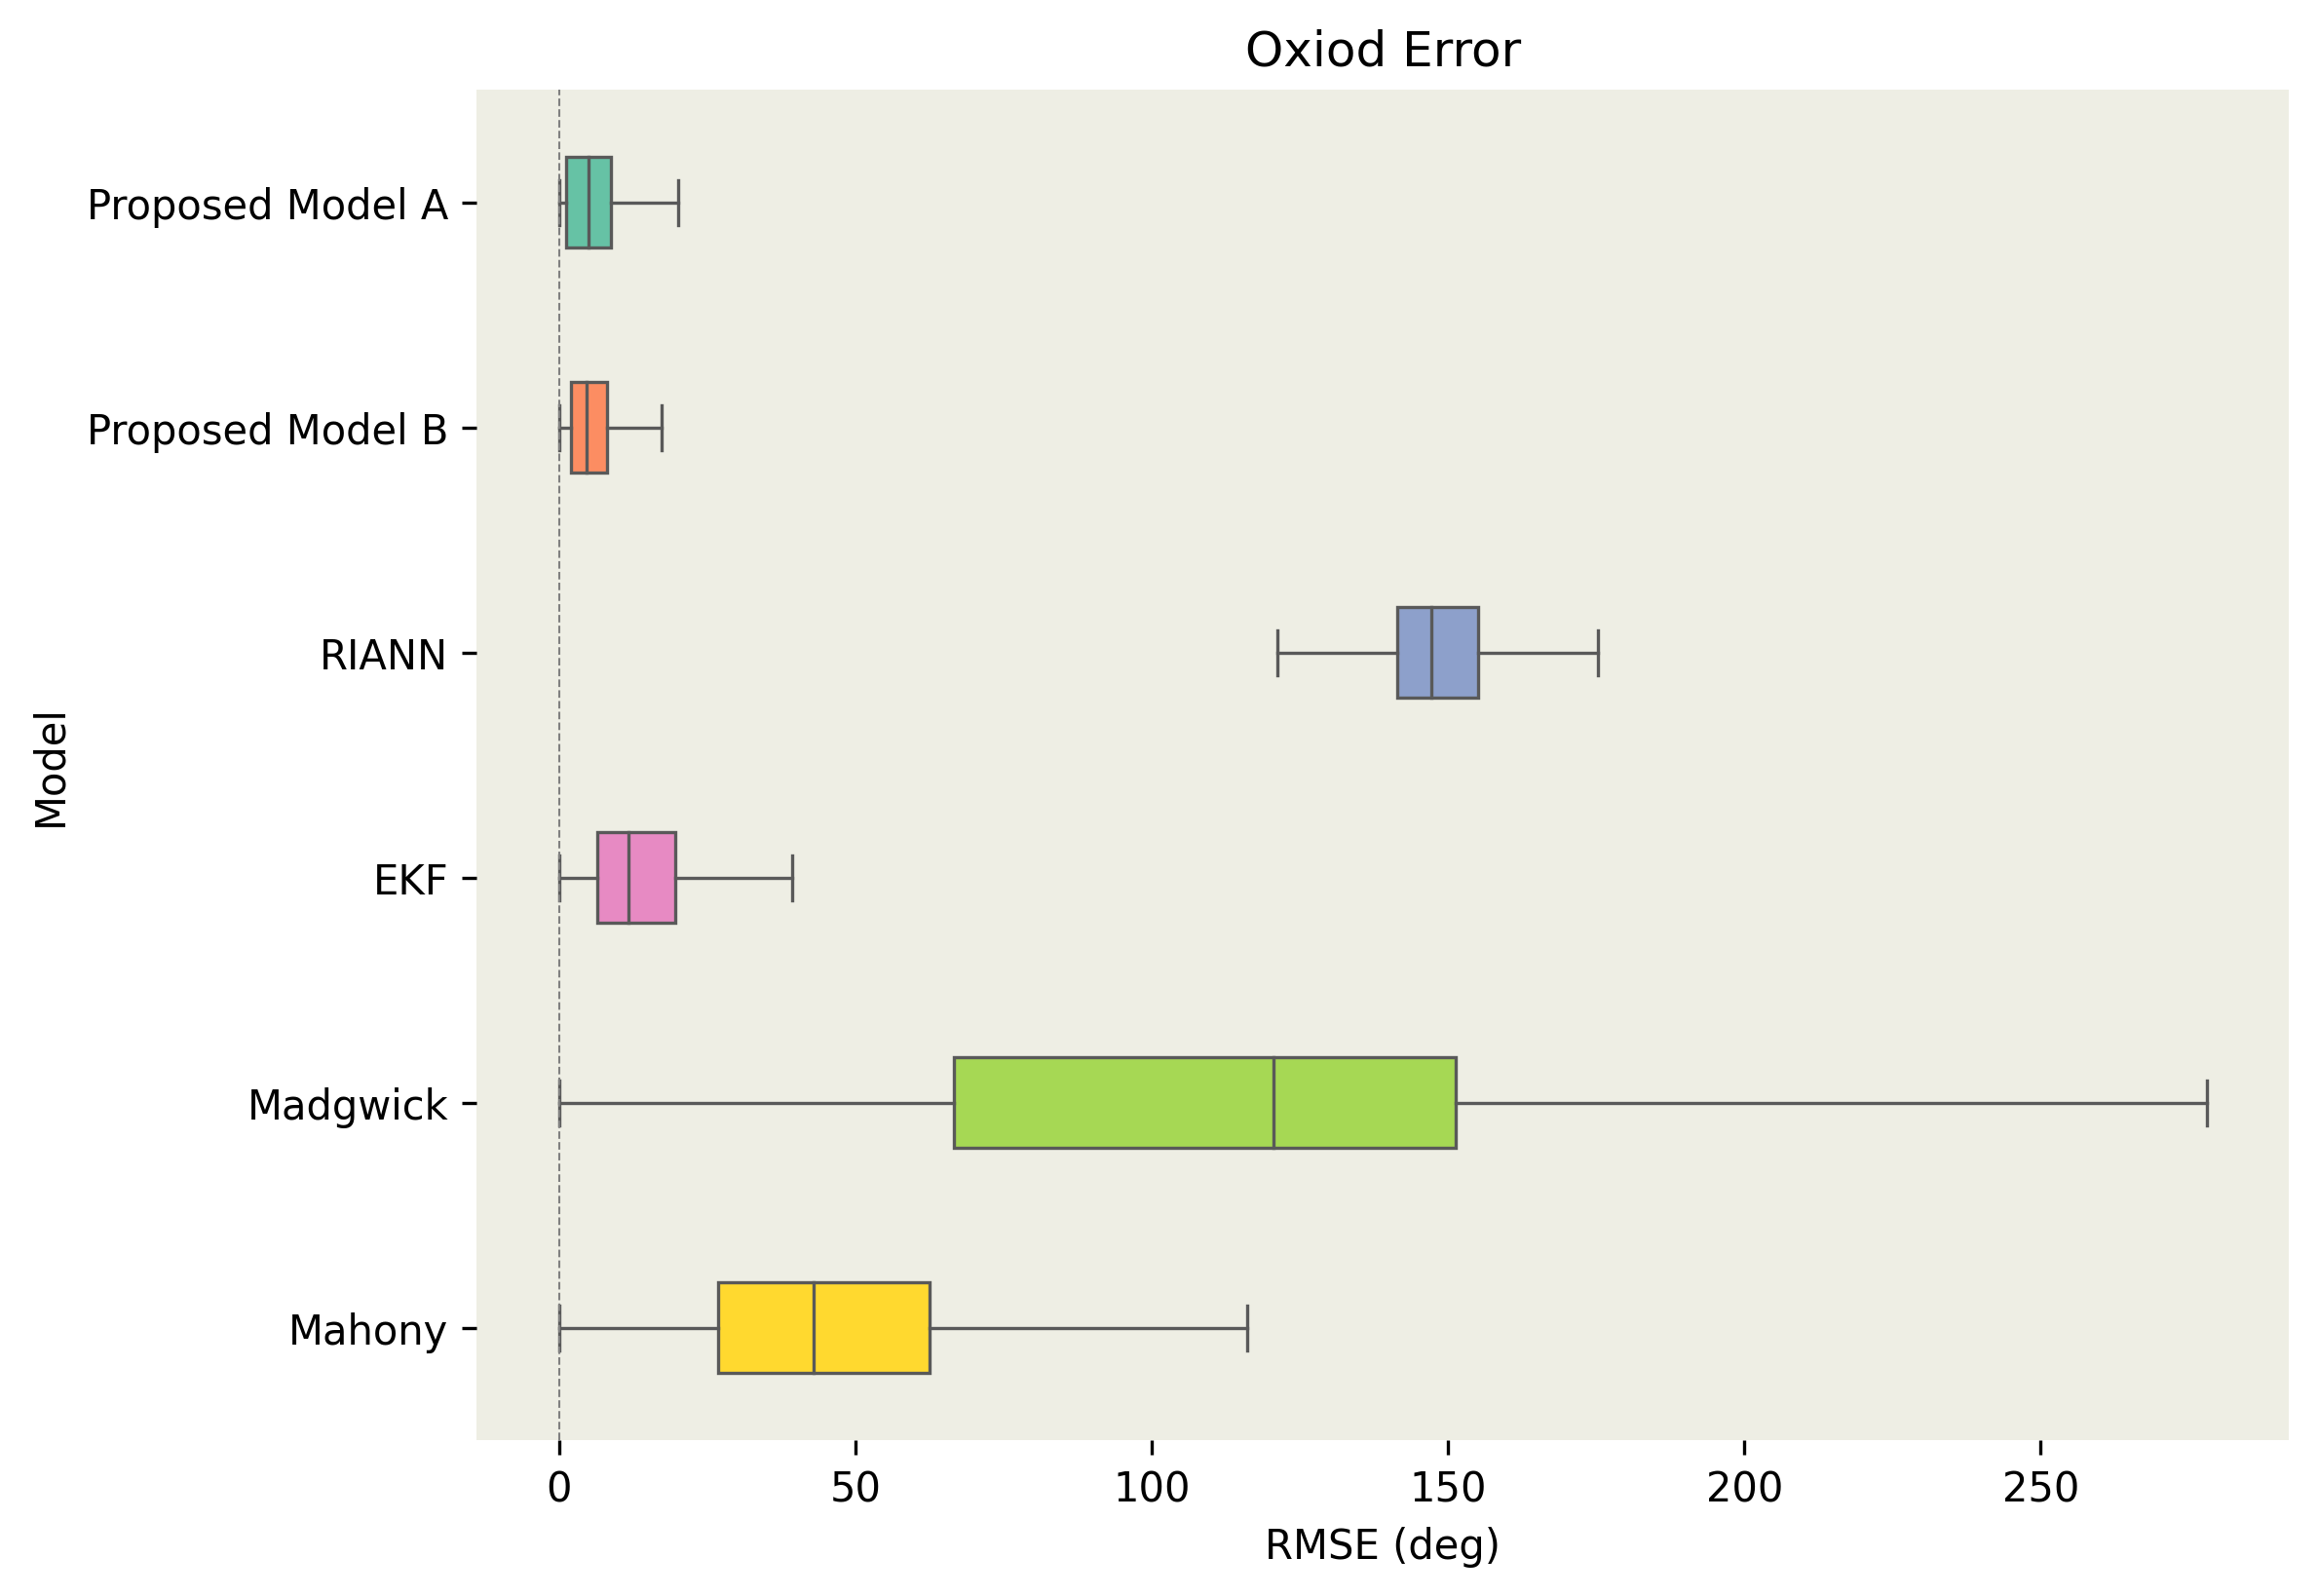 Oxiod Error
Proposed Model A
Proposed Model B
RIANN
EKF
Madgwick
Mahony
Model
0 50 100 150 200 250
RMSE (deg)